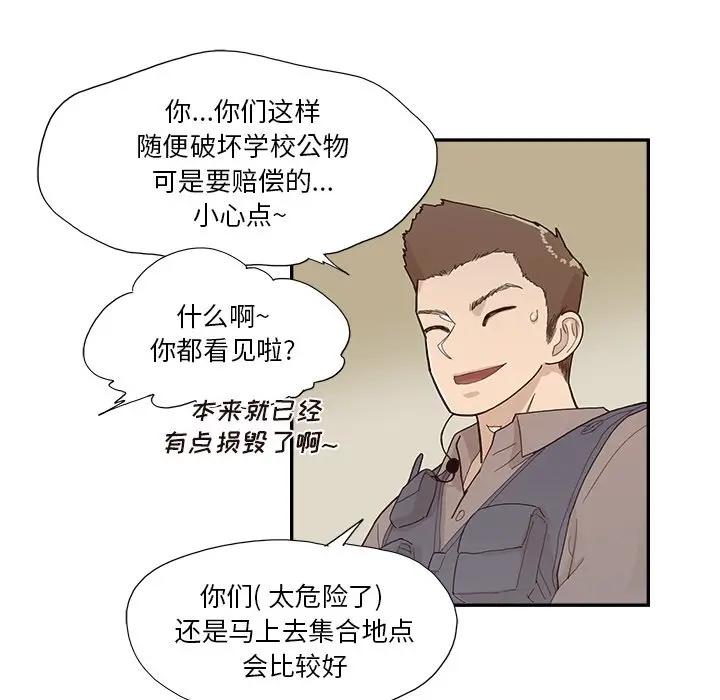 你...你们这样
随便破坏学校公物
可是要赔偿的...
小心点~
什么啊~
你都看见啦?
本来就已经
有点损毁了啊~
你们( 太危险了)
还是马上去集合地点
会比较好